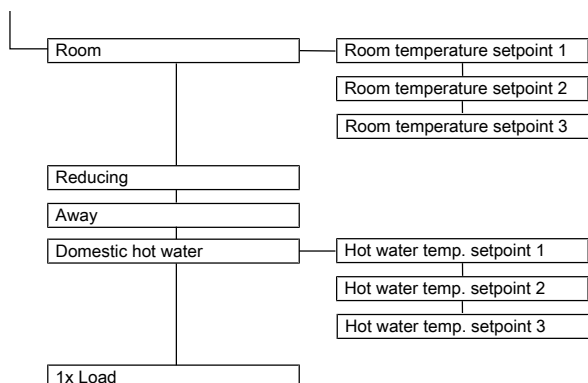 Room
Room temperature setpoint 1
Room temperature setpoint 2
Room temperature setpoint 3
Reducing
Away
Domestic hot water
Hot water temp. setpoint 1
Hot water temp. setpoint 2
Hot water temp. setpoint 3
1x Load